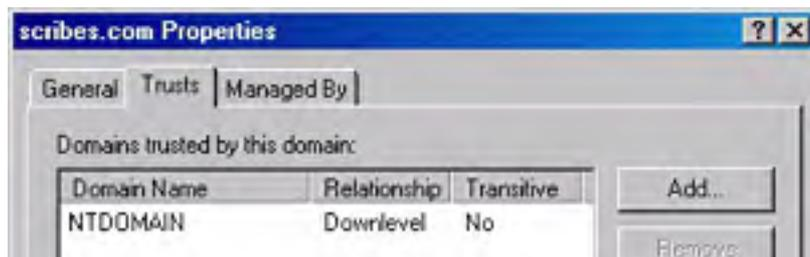 scribes.com Properties
General Trusts Managed By
Domains trusted by this domain:
Domain Name Relationship Transitive Add...
NTDOMAIN Downlevel No
Remove